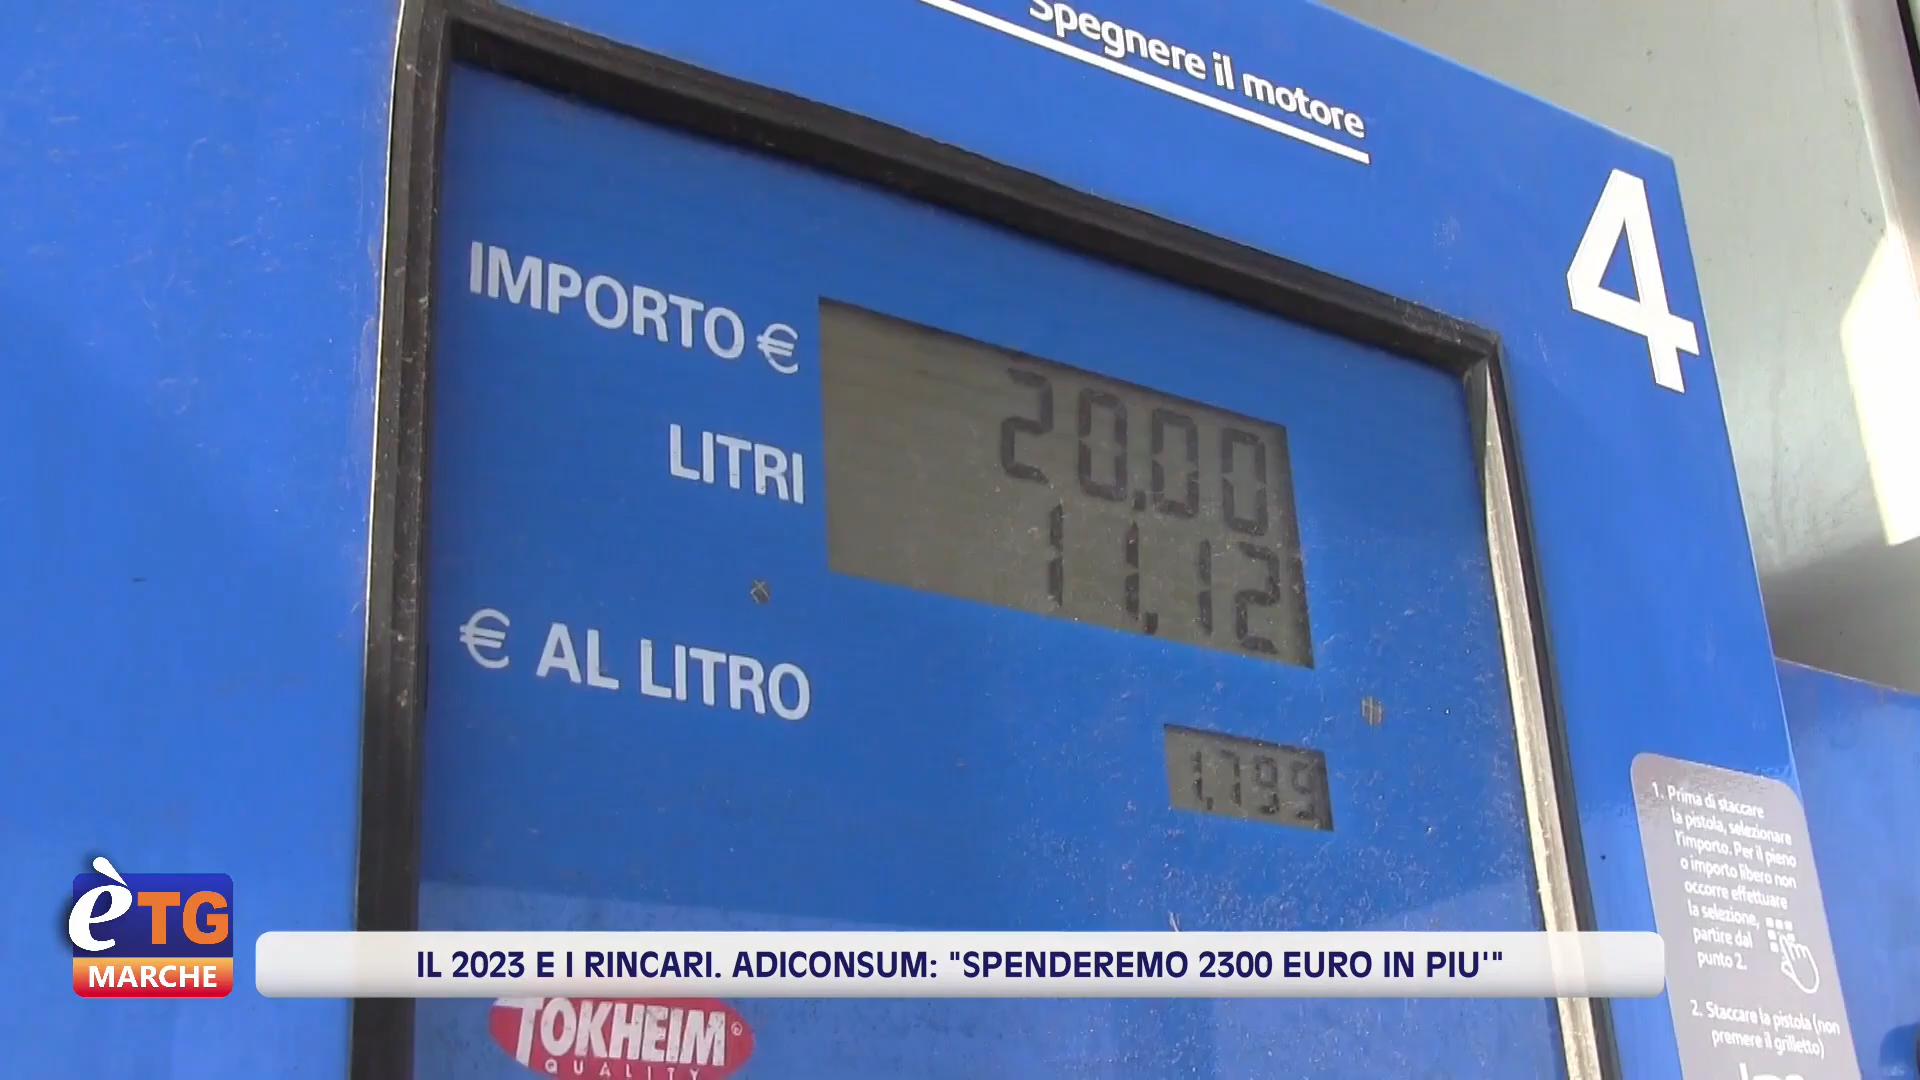 Spegnere il motore
4
IMPORTO €
20.00
LITRI
11,12
€ AL LITRO
1,799
1. Prima di staccare
la pistola, selezionare
l'importo. Per il pieno
o importo libero non
occorre effettuare
la selezione,
partire dal
punto 2.
2. Staccare la pistola (non
premere il grilletto)
è TG
MARCHE
IL 2023 E I RINCARI. ADICONSUM: "SPENDEREMO 2300 EURO IN PIU'"
TOKHEIM
QUALITY